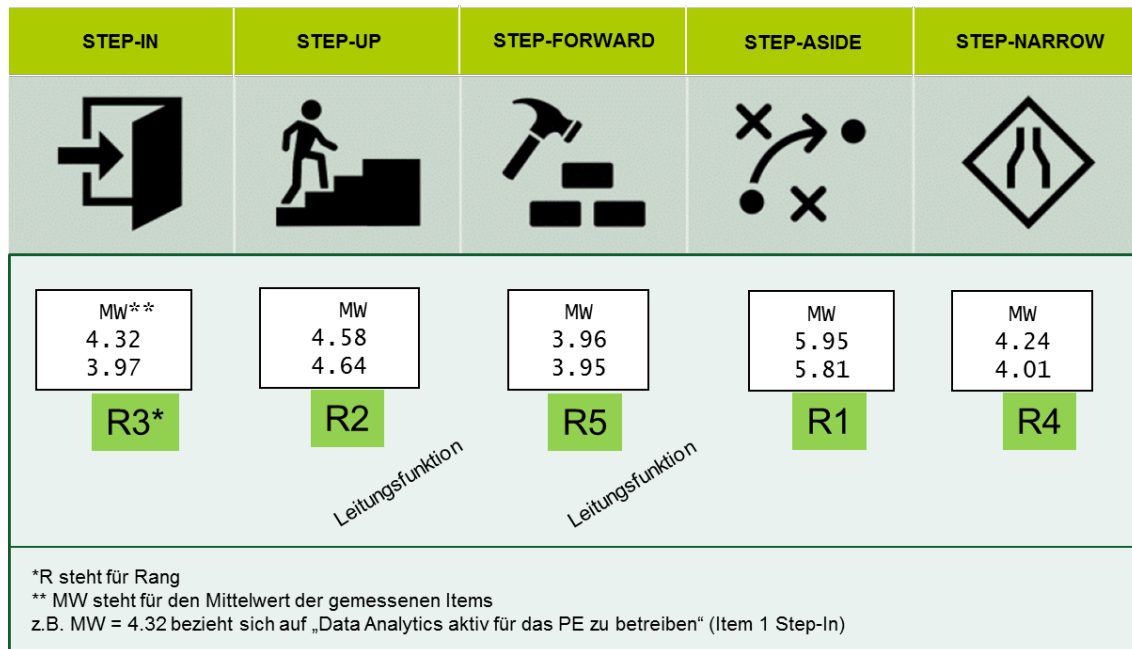 STEP-IN STEP-UP STEP-FORWARD STEP-ASIDE STEP-NARROW
MW** MW MW MW MW
4.32 4.58 3.96 5.95 4.24
3.97 4.64 3.95 5.81 4.01
R3* R2 R5 R1 R4
Leitungsfunktion Leitungsfunktion
*R steht für Rang
** MW steht für den Mittelwert der gemessenen Items
z.B. MW = 4.32 bezieht sich auf „Data Analytics aktiv für das PE zu betreiben“ (Item 1 Step-In)